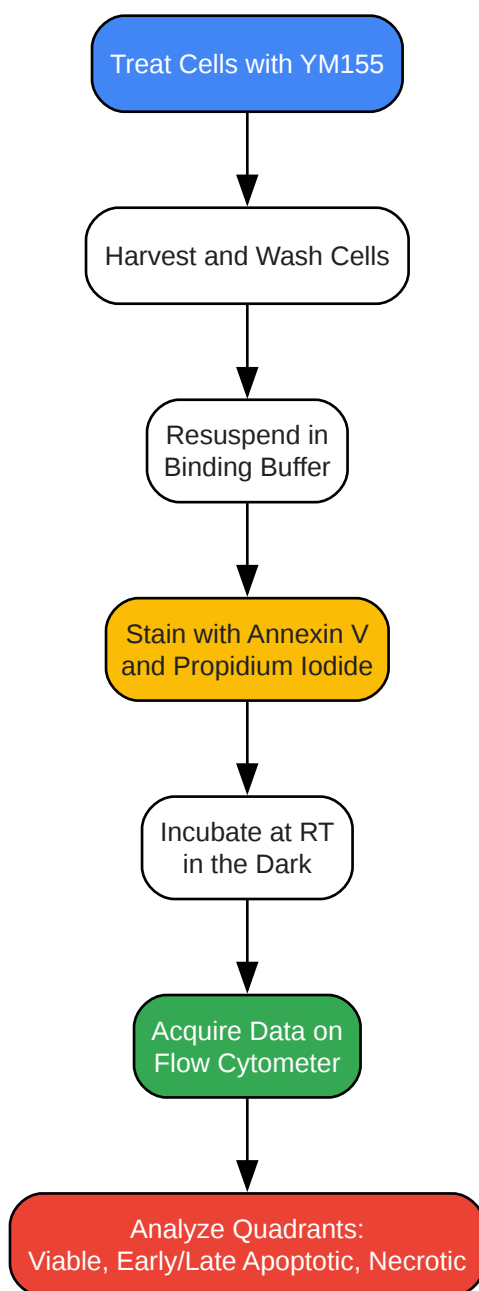 Treat Cells with YM155
Harvest and Wash Cells
Resuspend in
Binding Buffer
Stain with Annexin V
and Propidium Iodide
Incubate at RT
in the Dark
Acquire Data on
Flow Cytometer
Analyze Quadrants:
Viable, Early/Late Apoptotic, Necrotic